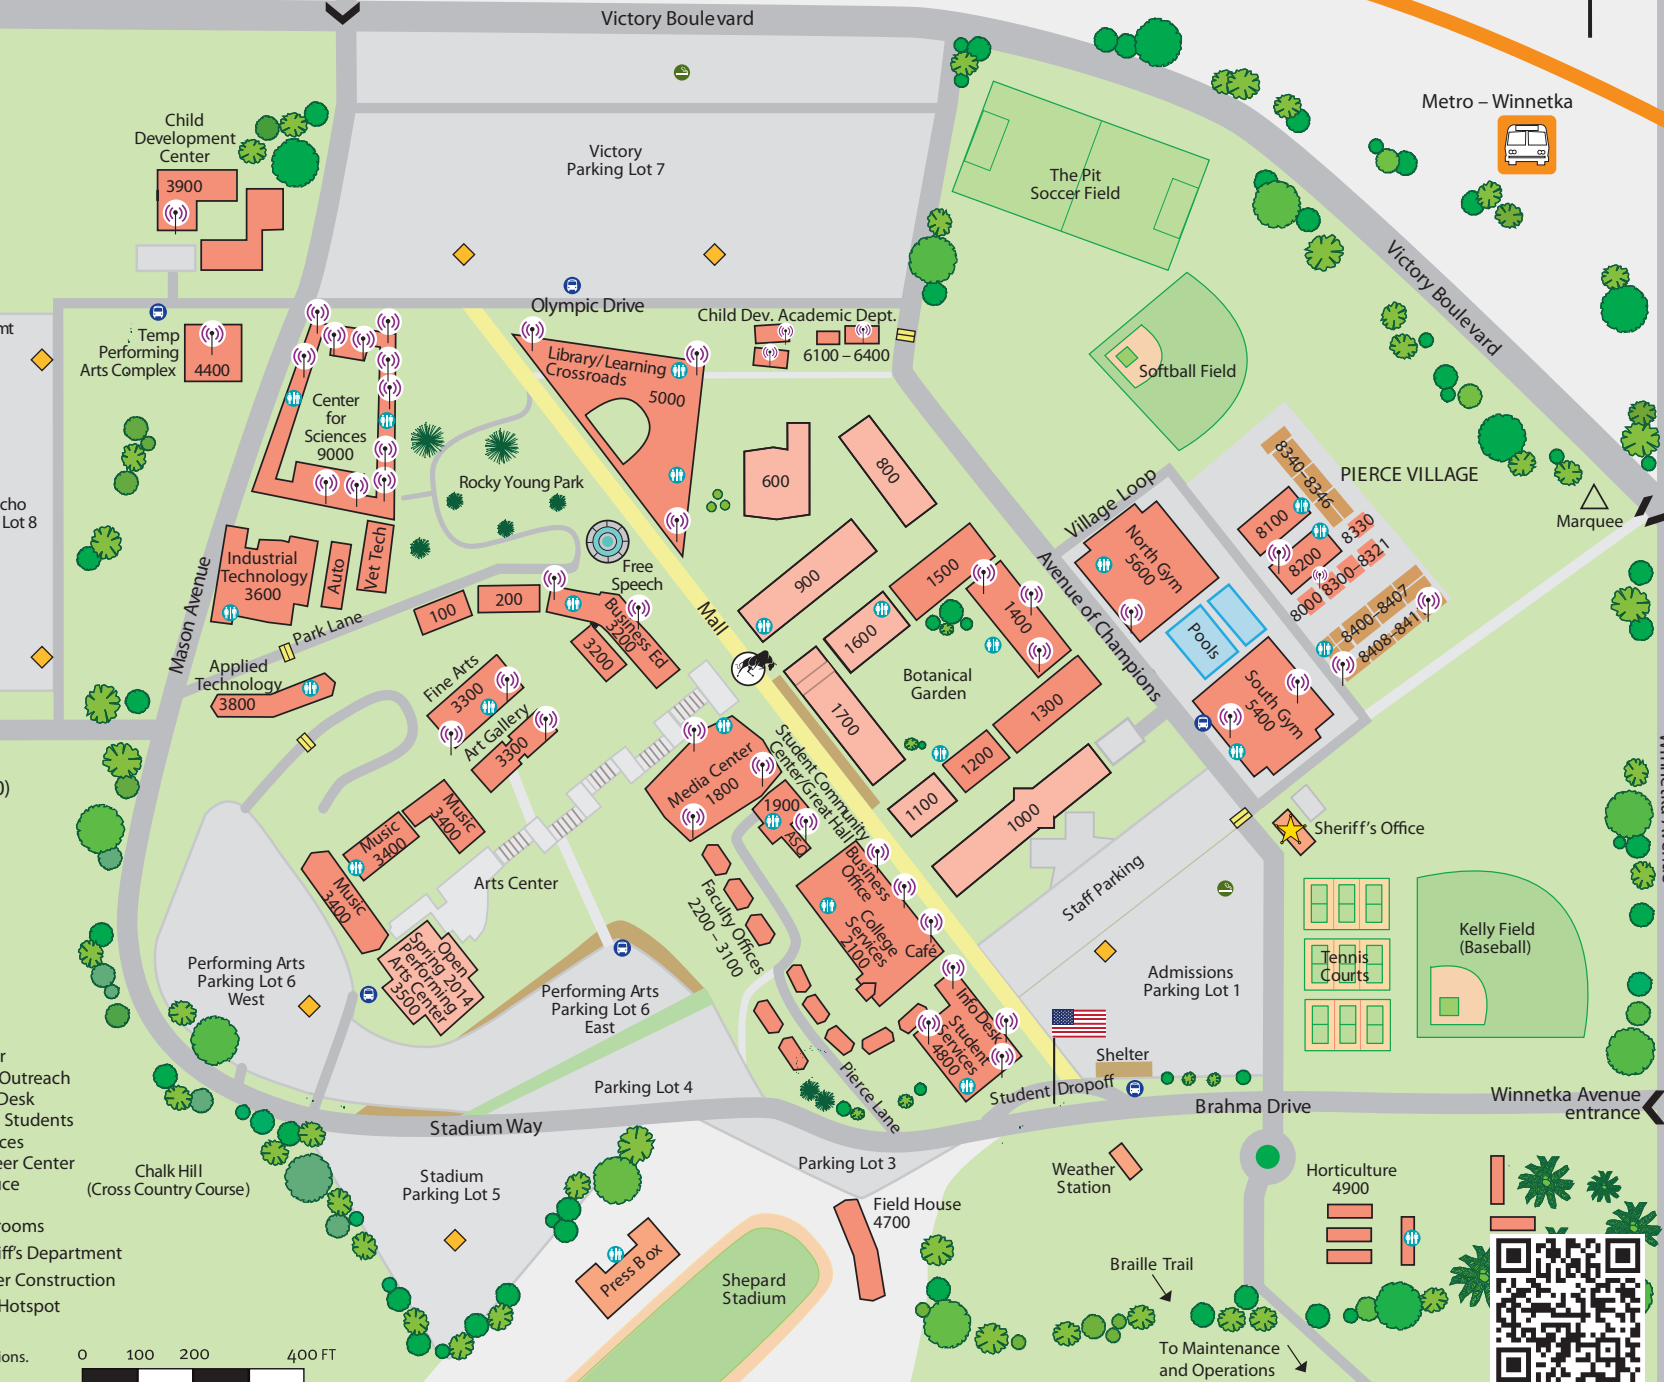 Victory Boulevard
Metro – Winnetka
Child
Development
Center
3900
Victory
Parking Lot 7
The Pit
Soccer Field
Victory Boulevard
Olympic Drive
Child Dev. Academic Dept.
6100 – 6400
Temp
Performing
Arts Complex
4400
Library/Learning
Crossroads
5000
Softball Field
Center
for
Sciences
9000
Rocky Young Park
600
800
PIERCE VILLAGE
8340–8346
8100
8200
8330
8300–8321
8000
8400–8407
Marquee
Village Loop
North Gym
5600
Lot 8
Industrial
Technology
3600
Auto
Vet Tech
Free
Speech
900
1500
1400
1600
Avenue of Champions
Pools
South Gym
5400
Mason Avenue
Park Lane
100
200
Business Ed
3200
3200
Mall
Applied
Technology
3800
Fine Arts
3300
Art Gallery
3300
Botanical
Garden
1700
1300
1200
1100
1000
Media Center
1800
Student Community
Center/Great Hall
1900
ASO
Music
3400
Music
3400
Music
3400
Arts Center
Business
Office
College
Services
2100
Café
Faculty Offices
2200 – 3100
Staff Parking
Sheriff's Office
Kelly Field
(Baseball)
Tennis
Courts
Open
Spring 2014
Performing
Arts Center
3500
Performing Arts
Parking Lot 6
West
Performing Arts
Parking Lot 6
East
Admissions
Parking Lot 1
Info Desk
Student
Services
4800
Shelter
Student Dropoff
Parking Lot 4
Pierce Lane
Brahma Drive
Winnetka Avenue
entrance
Stadium Way
Outreach
Desk
Students
Center
Chalk Hill
(Cross Country Course)
Stadium
Parking Lot 5
Parking Lot 3
Weather
Station
Horticulture
4900
Field House
4700
Press Box
Shepard
Stadium
Braille Trail
To Maintenance
and Operations
Department
Construction
Hotspot
0 100 200 400 FT